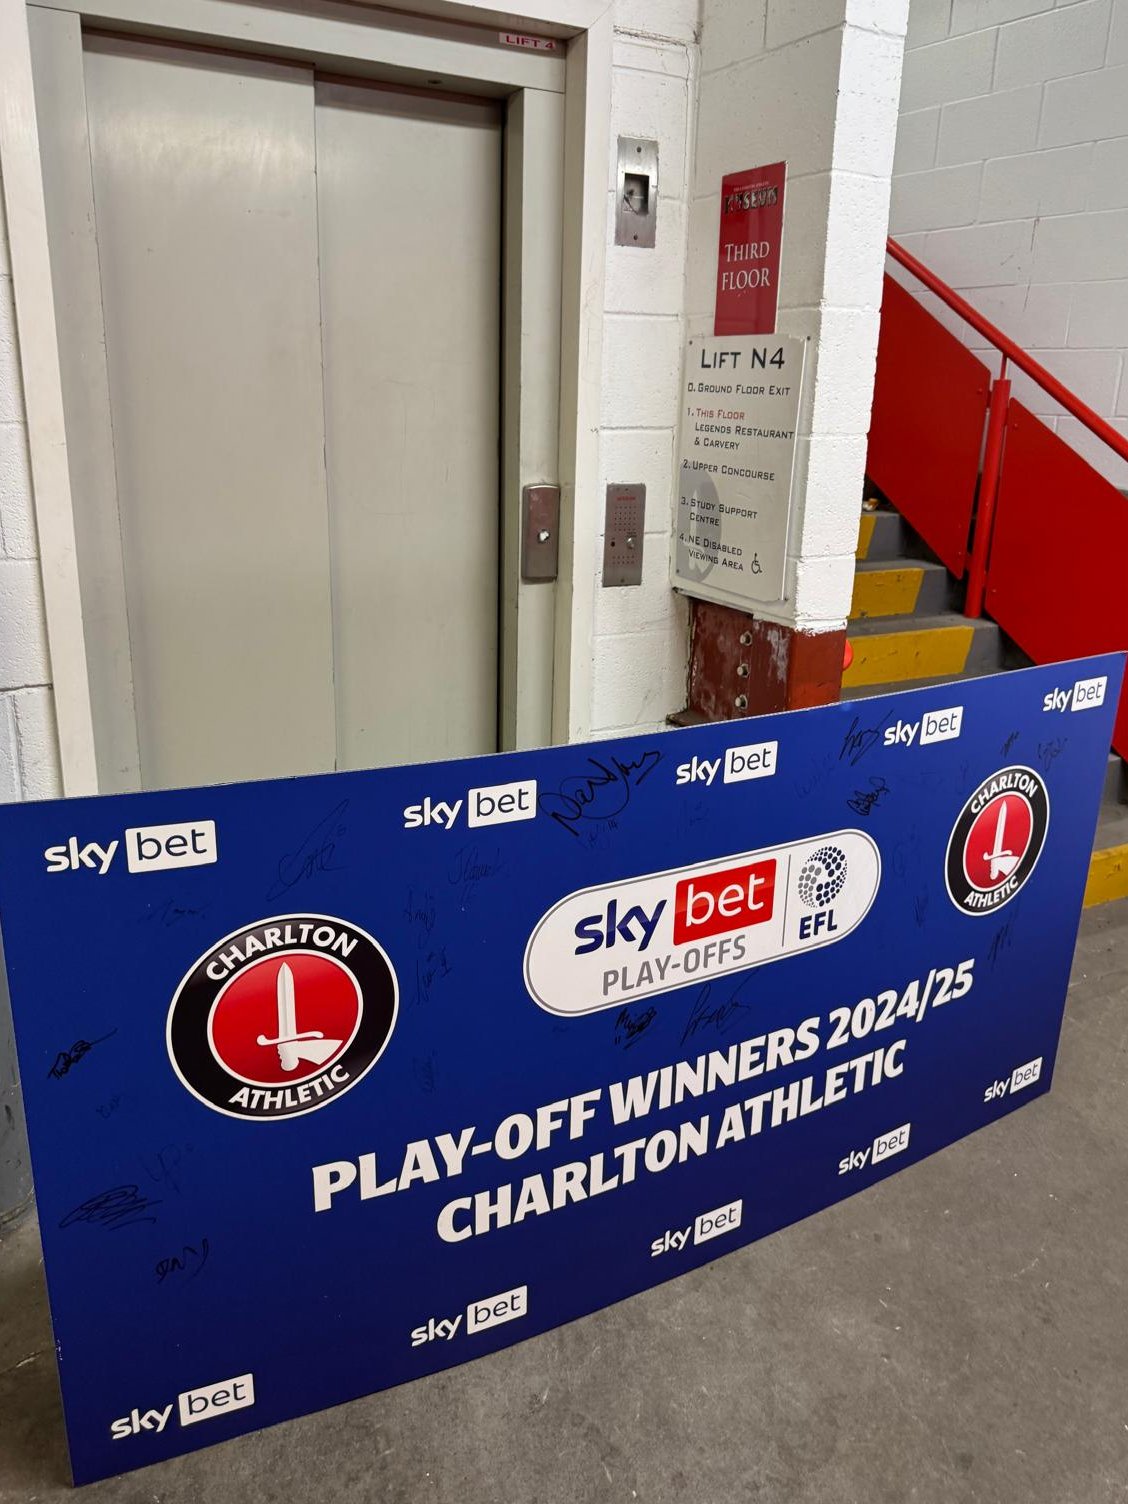 LIFT 4
THIRD
FLOOR
LIFT N4
0. GROUND FLOOR EXIT
1. THIS FLOOR
LEGENDS RESTAURANT
& CARVERY
2. UPPER CONCOURSE
3. STUDY SUPPORT
CENTRE
4. NE DISABLED
VIEWING AREA
sky bet
sky bet
sky bet
sky bet
sky bet
CHARLTON
ATHLETIC
sky bet
PLAY-OFFS
EFL
CHARLTON
ATHLETIC
PLAY-OFF WINNERS 2024/25
CHARLTON ATHLETIC
sky bet
sky bet
sky bet
sky bet
sky bet